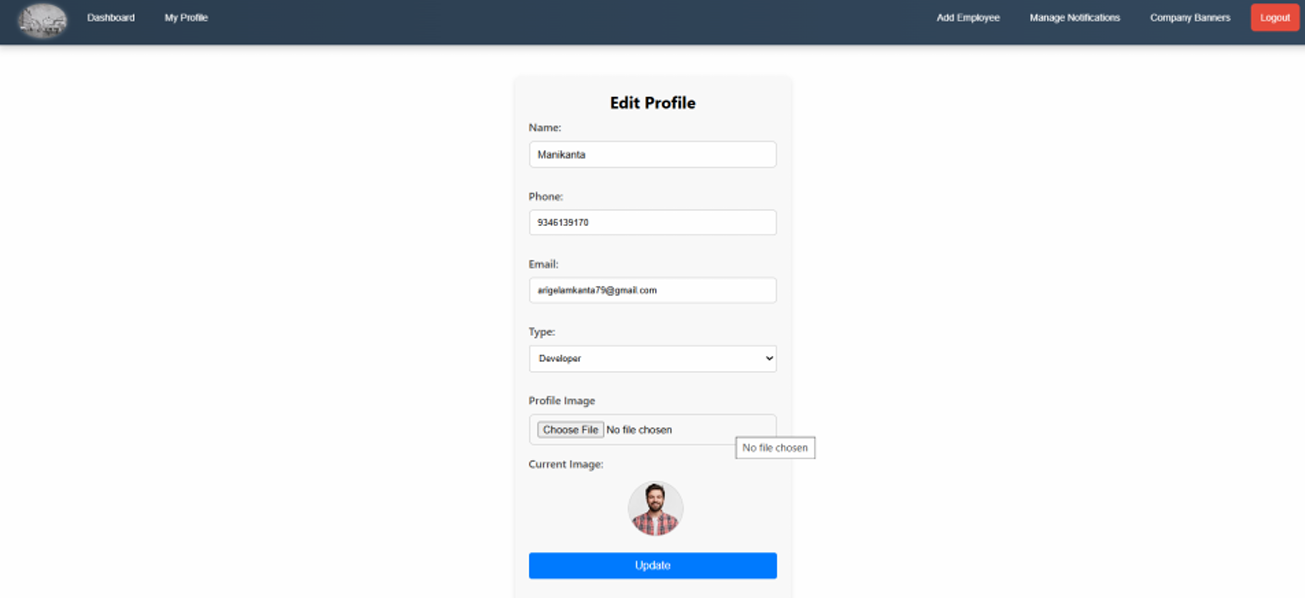 Dashboard My Profile Add Employee Manage Notifications Company Banners Logout
Edit Profile
Name:
Manikanta
Phone:
9346139170
Email:
arigelamkanta79@gmail.com
Type:
Developer
Profile Image
Choose File No file chosen
No file chosen
Current Image:
Update